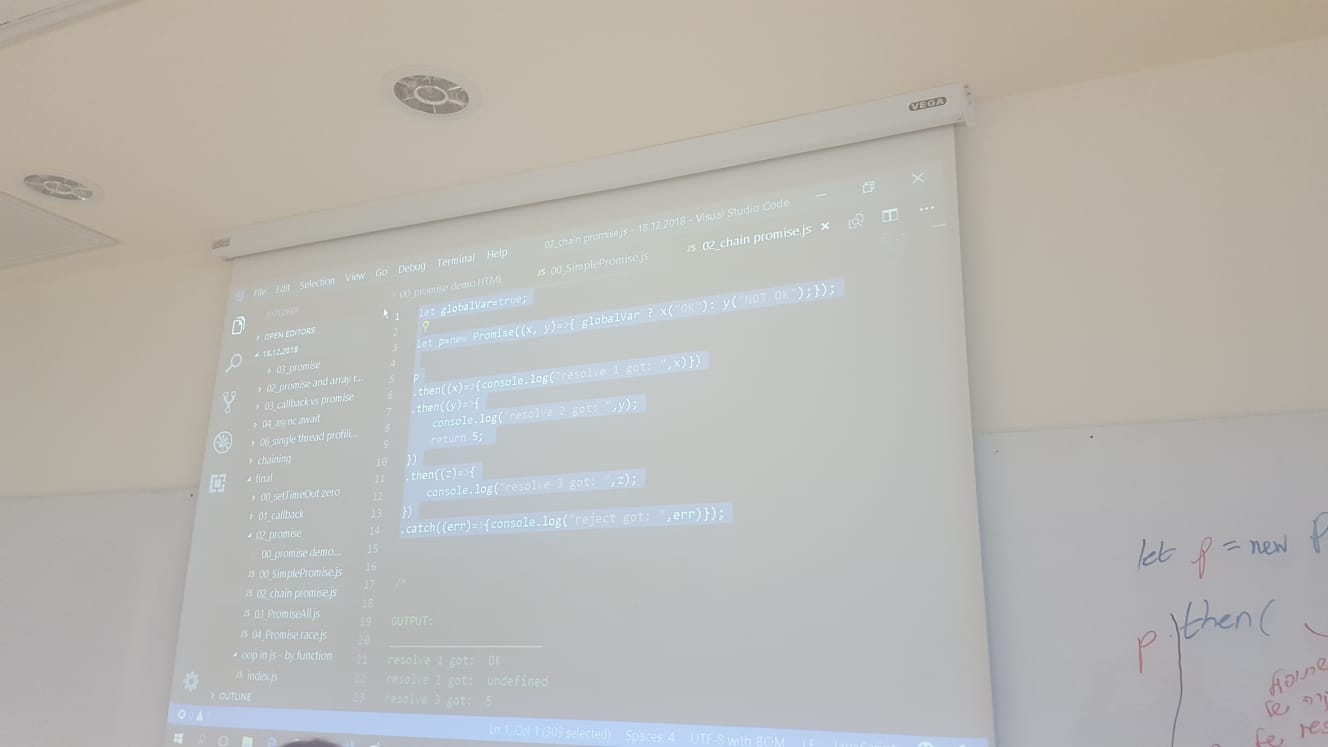 VEGA
02_chain promise.js - 18.12.2018 - Visual Studio Code
File Edit Selection View Go Debug Terminal Help
00_promise demo HTML
JS 00_SimplePromise.js
JS 02_chain promise.js
EXPLORER
OPEN EDITORS
18.12.2018
03_promise
02_promise and array r...
03_callback vs promise
04_async await
06_single thread profili...
chaining
final
00_setTimeOut zero
01_callback
02_promise
00_promise demo...
JS 00_SimplePromise.js
JS 02_chain promise.js
JS 03_PromiseAll.js
JS 04_Promise.race.js
oop in js - by function
JS index.js
OUTLINE
1 let globalVar=true;
2
3 let p=new Promise((x, y)=>{ globalVar ? x("OK"): y("NOT OK");});
4
5 p
6 .then((x)=>{console.log("resolve 1 got: ",x)})
7 .then((y)=>{
8 console.log("resolve 2 got: ",y);
9 return 5;
10 })
11 .then((z)=>{
12 console.log("resolve 3 got: ",z);
13 })
14 .catch((err)=>{console.log("reject got: ",err)});
15
16
17 /*
18
19 OUTPUT:
20
21 resolve 1 got: OK
22 resolve 2 got: undefined
23 resolve 3 got: 5
0 0
Ln 1, Col 1 (303 selected) Spaces: 4 UTF-8 with BOM LF JavaScript
let p = new P
p.then(